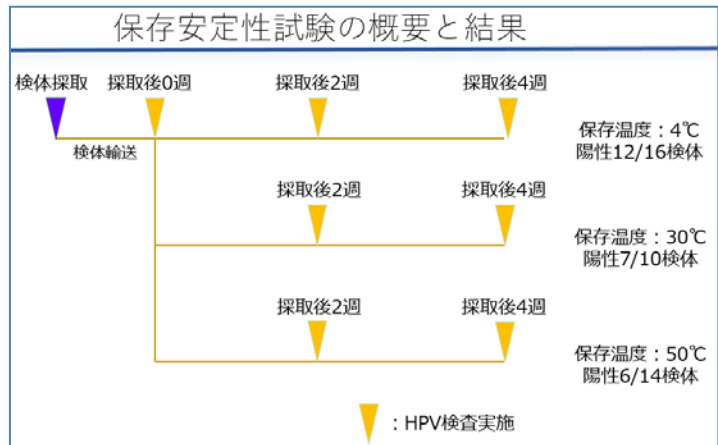 保存安定性試験の概要と結果
検体採取 採取後0週 採取後2週 採取後4週
検体輸送
保存温度：4℃
陽性12/16検体
採取後2週 採取後4週
保存温度：30℃
陽性7/10検体
採取後2週 採取後4週
保存温度：50℃
陽性6/14検体
：HPV検査実施